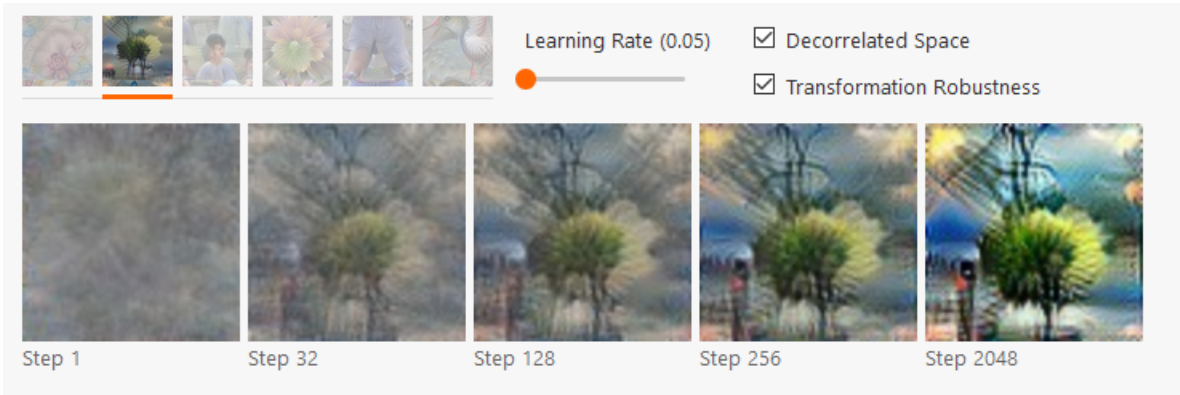 Learning Rate (0.05)
Decorrelated Space
Transformation Robustness
Step 1
Step 32
Step 128
Step 256
Step 2048